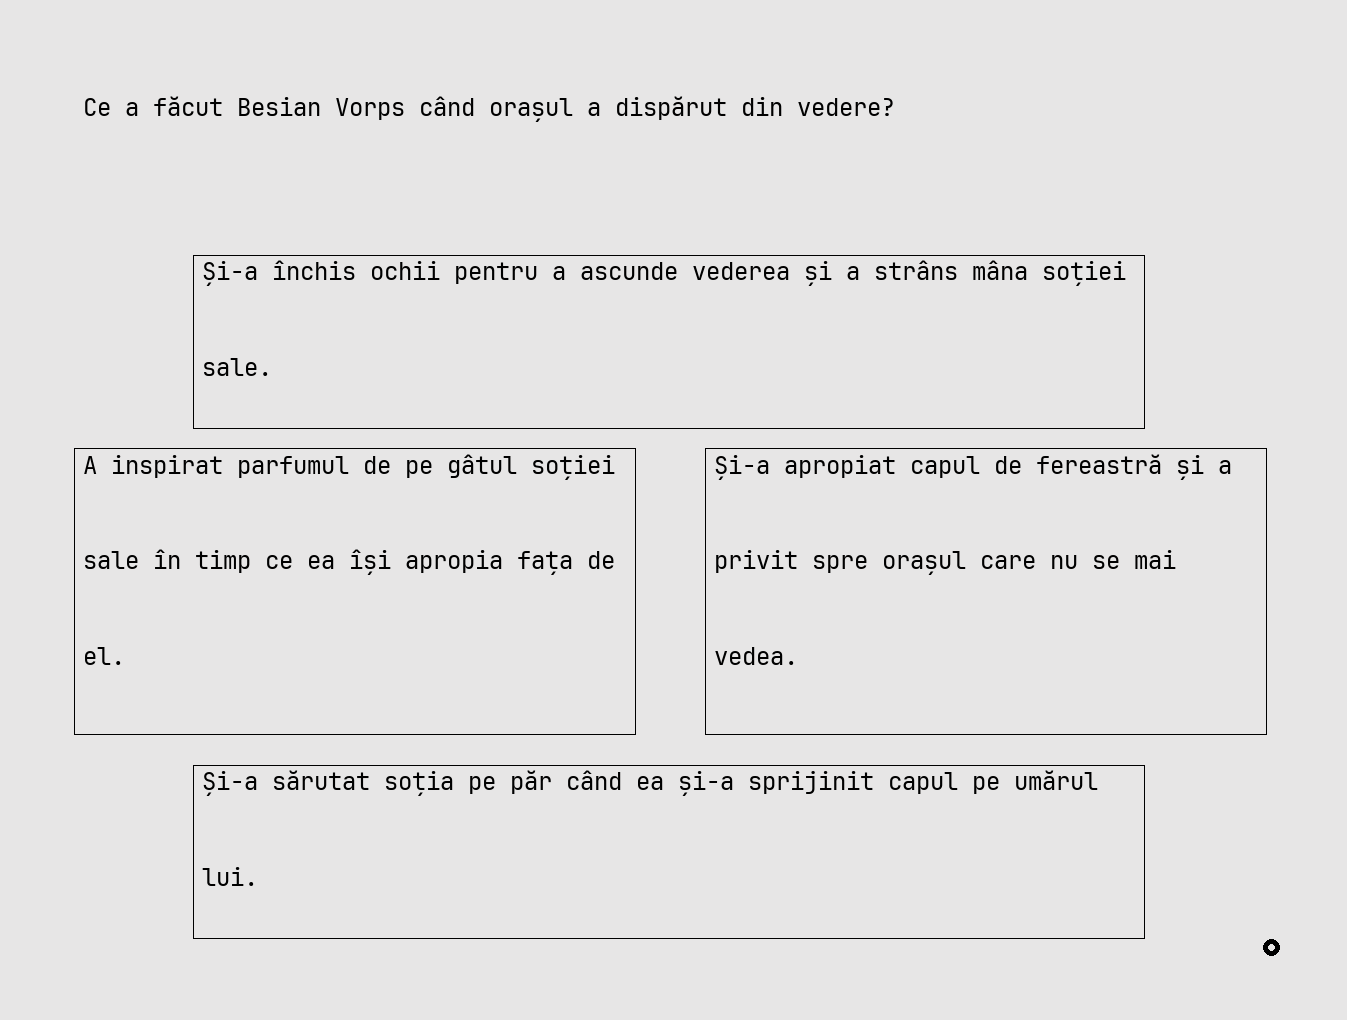 Ce a făcut Besian Vorps când orașul a dispărut din vedere?
Și-a închis ochii pentru a ascunde vederea și a strâns mâna soției
sale.
A inspirat parfumul de pe gâtul soției
sale în timp ce ea își apropia fața de
el.
Și-a apropiat capul de fereastră și a
privit spre orașul care nu se mai
vedea.
Și-a sărutat soția pe păr când ea și-a sprijinit capul pe umărul
lui.